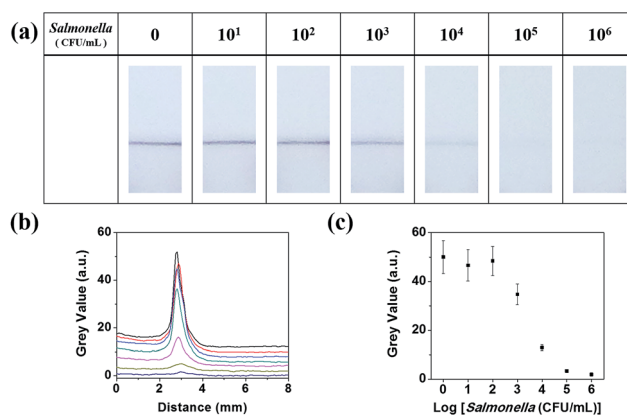 (a)
Salmonella (CFU/mL) 0 10¹ 10² 10³ 10⁴ 10⁵ 10⁶
(b)
60
40
20
0
Grey Value (a.u.)
0 2 4 6 8
Distance (mm)
(c)
60
40
20
0
Grey Value (a.u.)
0 1 2 3 4 5 6
Log [Salmonella (CFU/mL)]